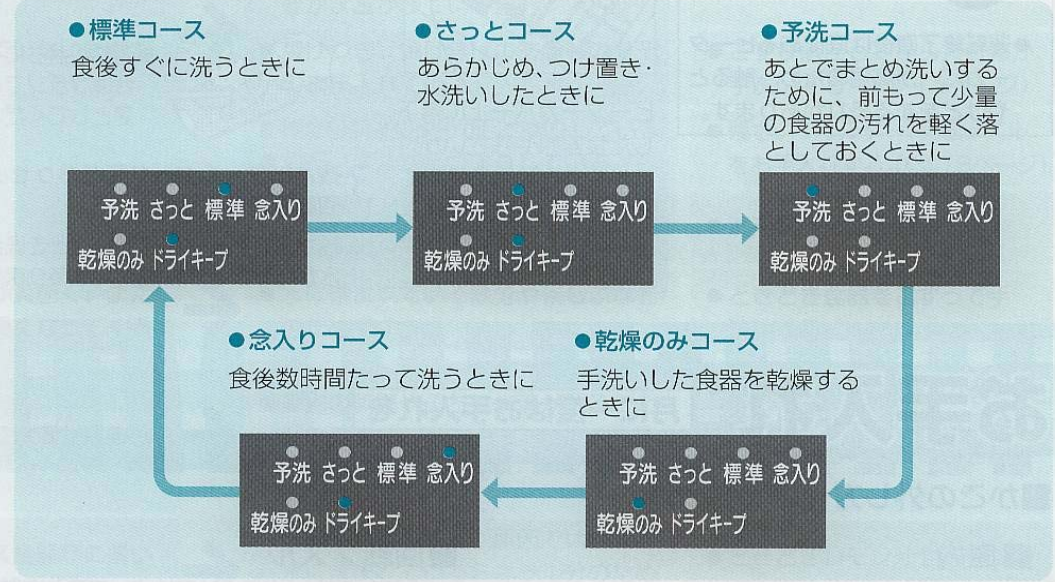 ●標準コース
食後すぐに洗うときに
予洗 さっと 標準 念入り
乾燥のみ ドライキープ
●さっとコース
あらかじめ、つけ置き・
水洗いしたときに
予洗 さっと 標準 念入り
乾燥のみ ドライキープ
●予洗コース
あとでまとめ洗いする
ために、前もって少量
の食器の汚れを軽く落
としておくときに
予洗 さっと 標準 念入り
乾燥のみ ドライキープ
●乾燥のみコース
手洗いした食器を乾燥する
ときに
予洗 さっと 標準 念入り
乾燥のみ ドライキープ
●念入りコース
食後数時間たって洗うときに
予洗 さっと 標準 念入り
乾燥のみ ドライキープ